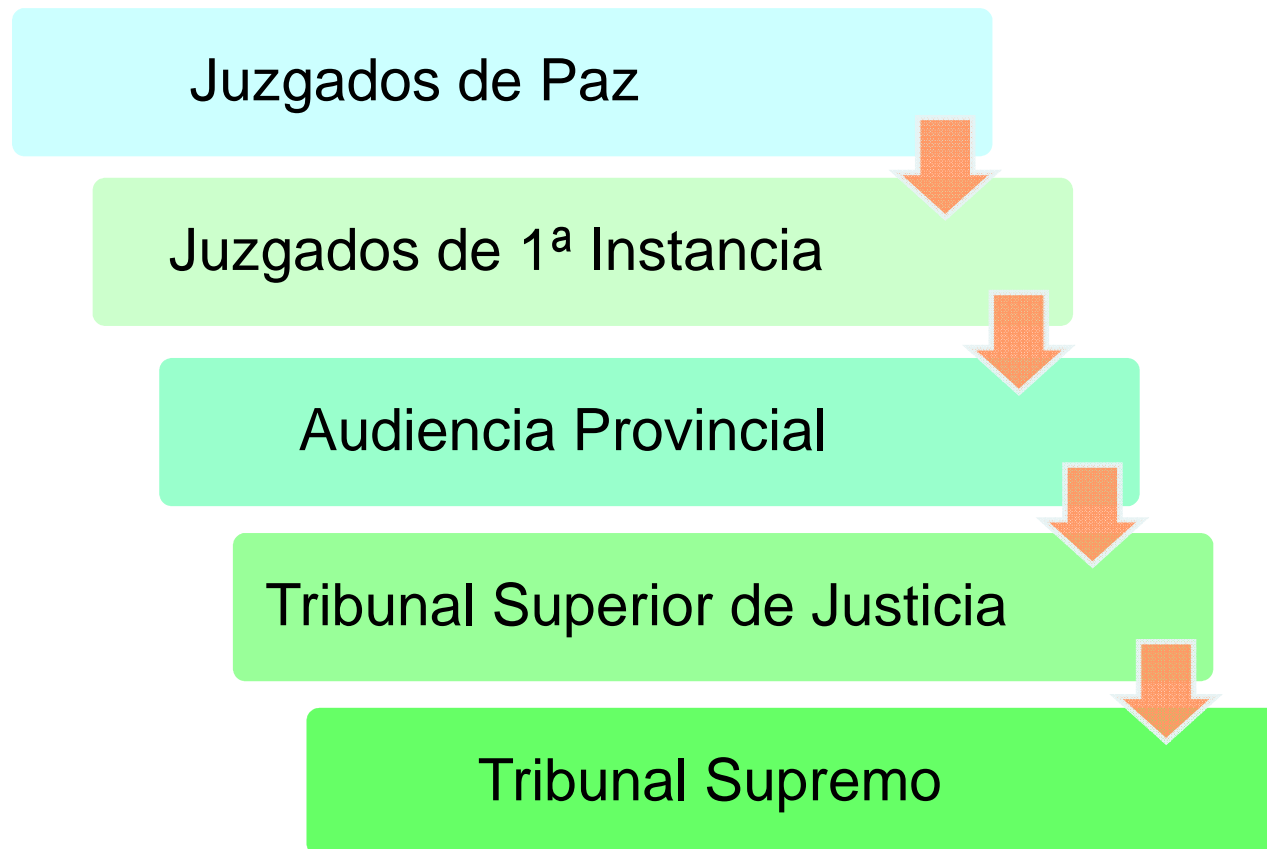 Juzgados de Paz
Juzgados de 1ª Instancia
Audiencia Provincial
Tribunal Superior de Justicia
Tribunal Supremo